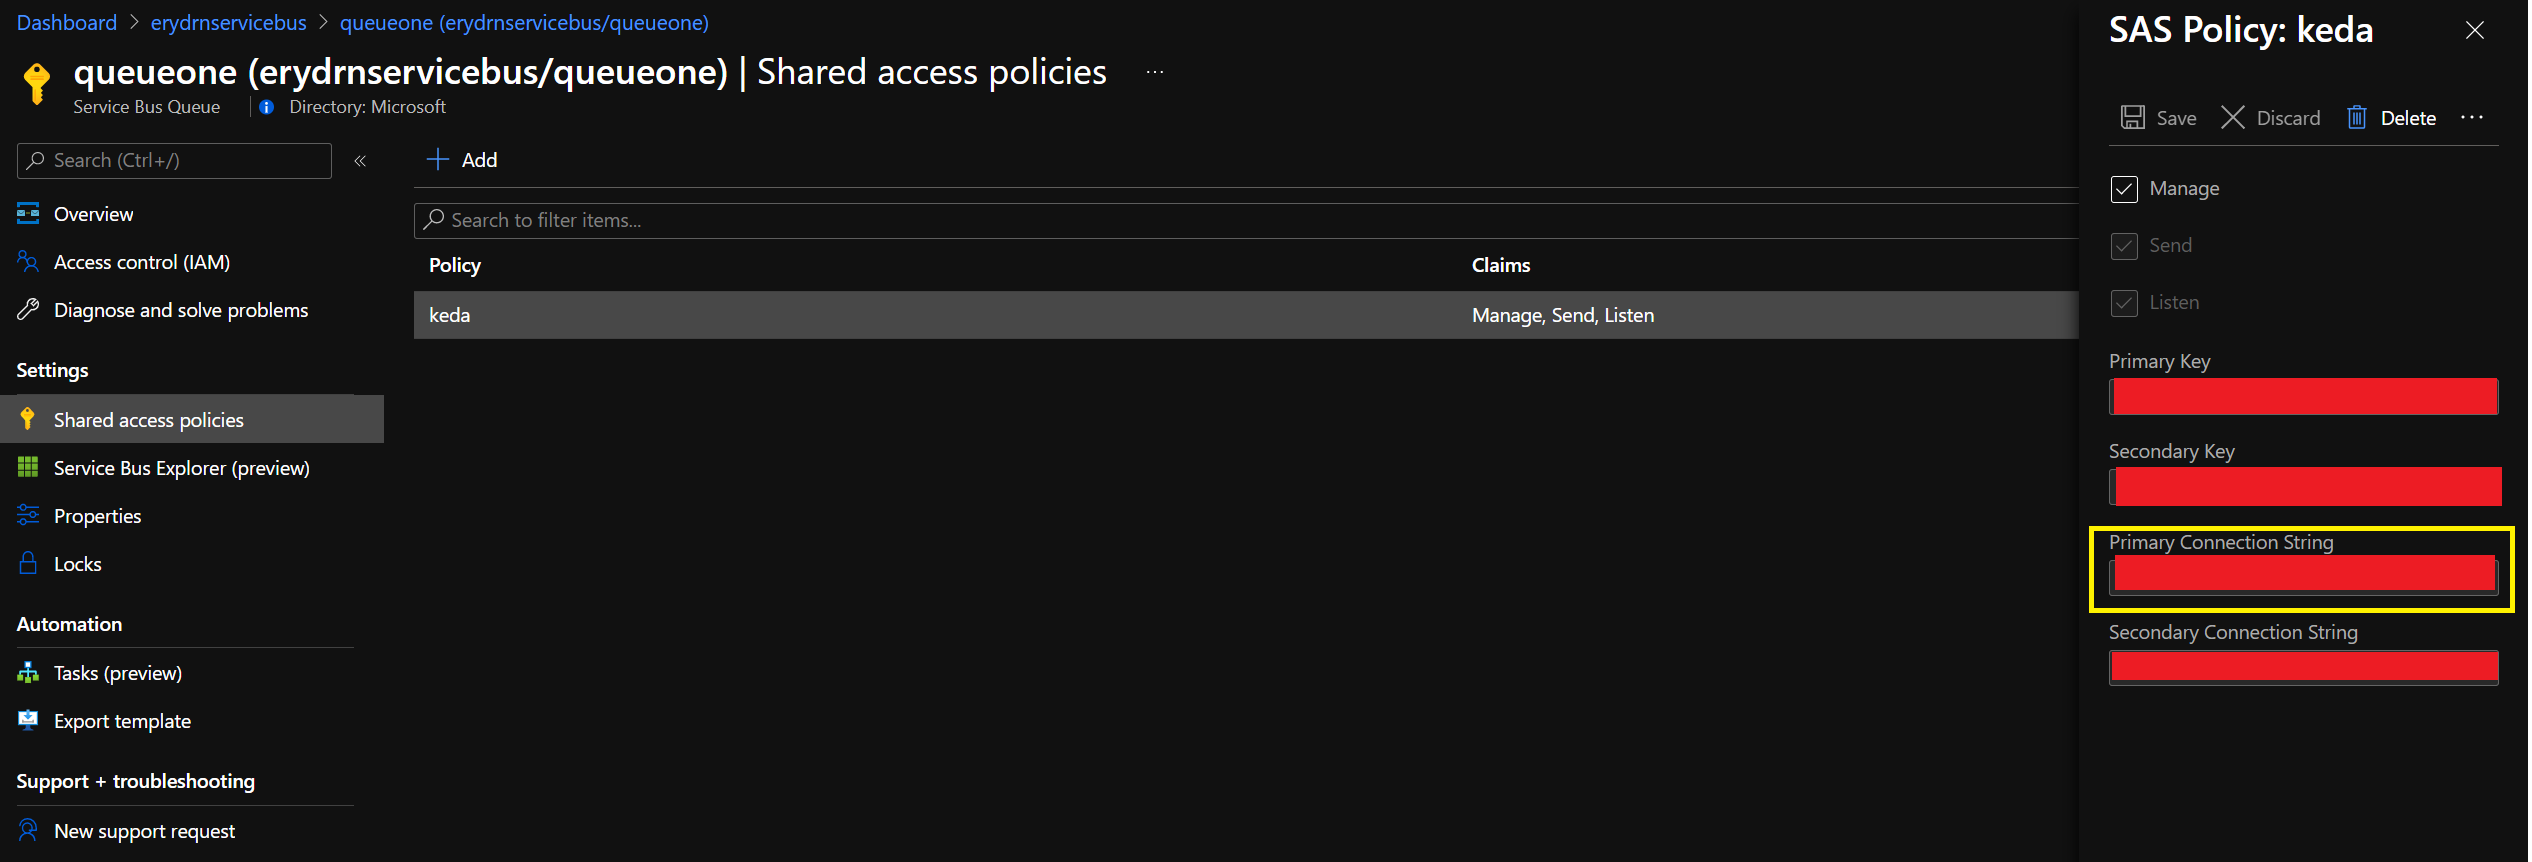 Dashboard > erydrnservicebus > queueone (erydrnservicebus/queueone)
queueone (erydrnservicebus/queueone) | Shared access policies ...
Service Bus Queue
Directory: Microsoft
Search (Ctrl+/)
«
Overview
Access control (IAM)
Diagnose and solve problems
Settings
Shared access policies
Service Bus Explorer (preview)
Properties
Locks
Automation
Tasks (preview)
Export template
Support + troubleshooting
New support request
Add
Search to filter items...
Policy Claims
keda Manage, Send, Listen
SAS Policy: keda
Save Discard Delete ...
Manage
Send
Listen
Primary Key
Secondary Key
Primary Connection String
Secondary Connection String